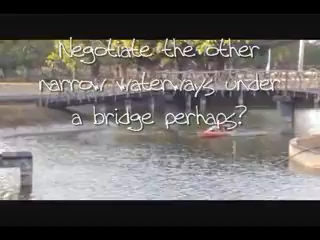 Negotiate the other
narrow waterways under
a bridge perhaps?